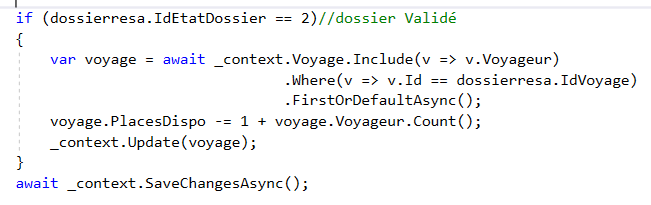 if (dossierresa.IdEtatDossier == 2)//dossier Validé
{
var voyage = await _context.Voyage.Include(v => v.Voyageur)
.Where(v => v.Id == dossierresa.IdVoyage)
.FirstOrDefaultAsync();
voyage.PlacesDispo -= 1 + voyage.Voyageur.Count();
_context.Update(voyage);
}
await _context.SaveChangesAsync();